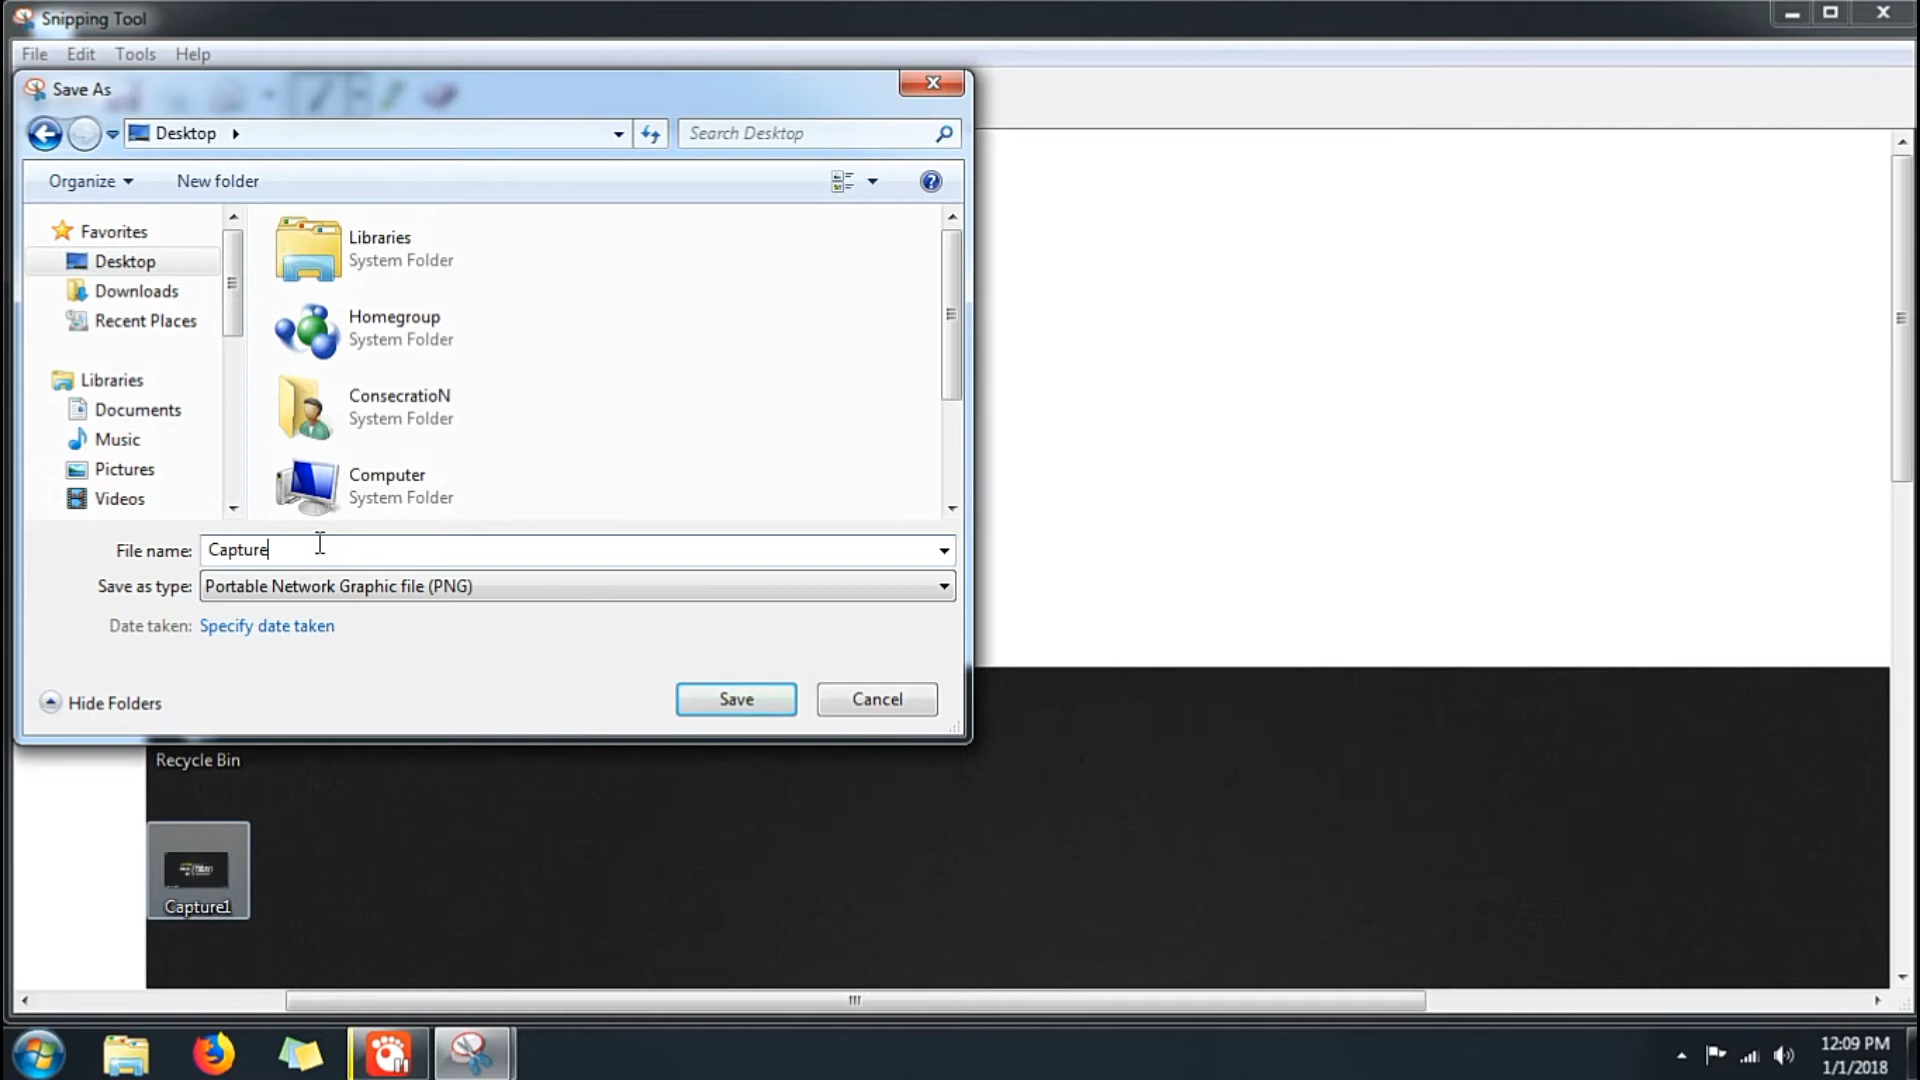 Snipping Tool
File Edit Tools Help
Save As
Desktop
Search Desktop
Organize New folder
Favorites
Desktop
Downloads
Recent Places
Libraries
Documents
Music
Pictures
Videos
Libraries
System Folder
Homegroup
System Folder
ConsecratioN
System Folder
Computer
System Folder
File name: Capture
Save as type: Portable Network Graphic file (PNG)
Date taken: Specify date taken
Hide Folders
Save
Cancel
Recycle Bin
Capture1
12:09 PM
1/1/2018